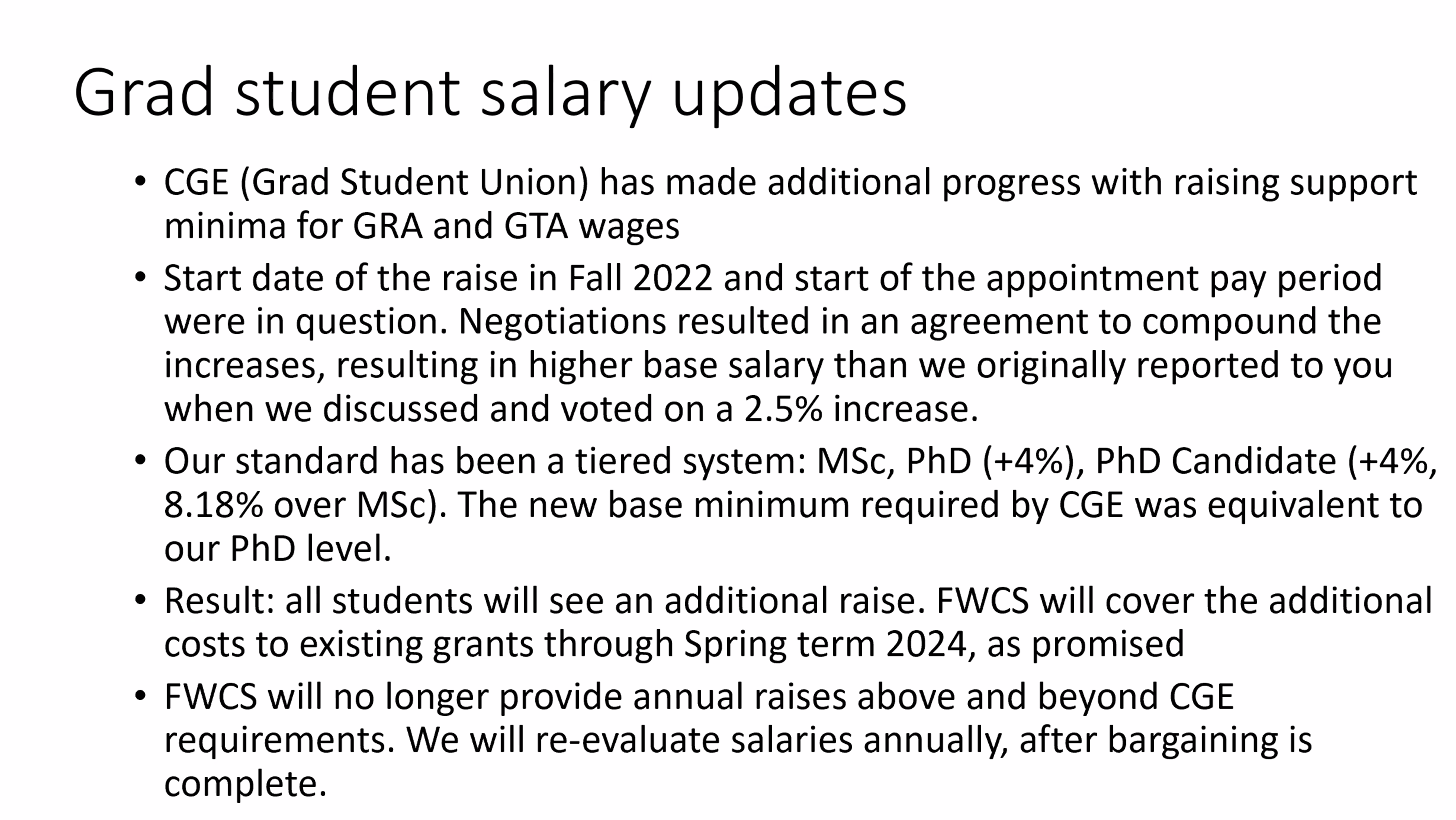 Grad student salary updates
• CGE (Grad Student Union) has made additional progress with raising support
minima for GRA and GTA wages
• Start date of the raise in Fall 2022 and start of the appointment pay period
were in question. Negotiations resulted in an agreement to compound the
increases, resulting in higher base salary than we originally reported to you
when we discussed and voted on a 2.5% increase.
• Our standard has been a tiered system: MSc, PhD (+4%), PhD Candidate (+4%,
8.18% over MSc). The new base minimum required by CGE was equivalent to
our PhD level.
• Result: all students will see an additional raise. FWCS will cover the additional
costs to existing grants through Spring term 2024, as promised
• FWCS will no longer provide annual raises above and beyond CGE
requirements. We will re-evaluate salaries annually, after bargaining is
complete.